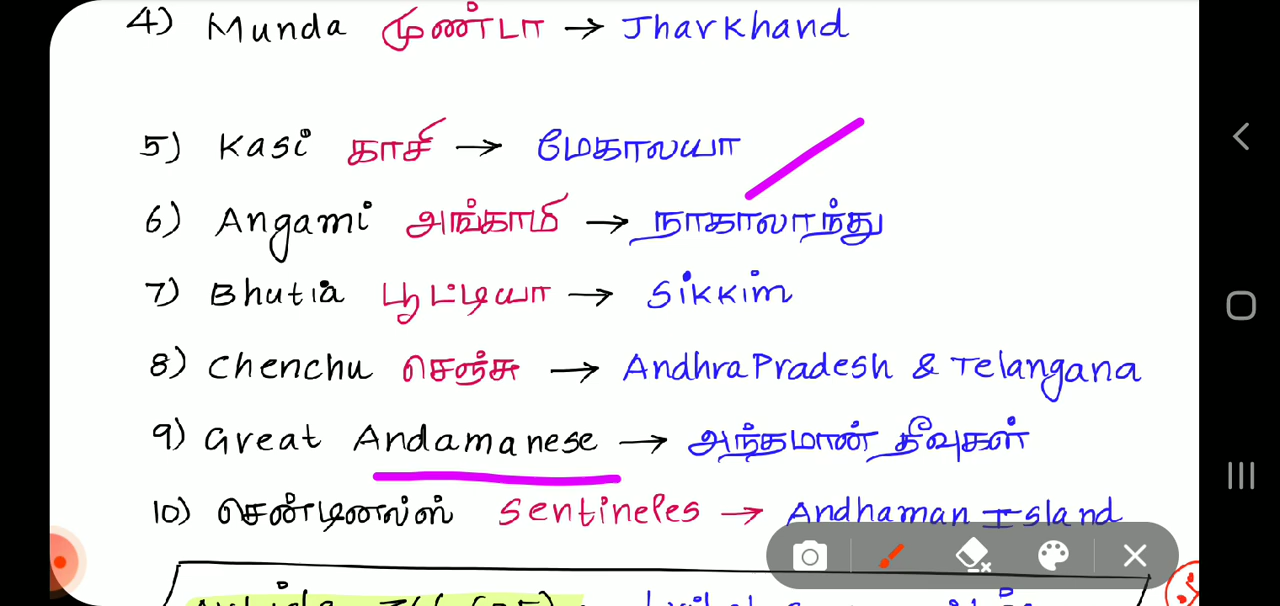 4) Munda முண்டா → Jharkhand
5) Kasi காசி → மேகாலயா
6) Angami அங்காமி → நாகாலாந்து
7) Bhutia பூட்டியா → Sikkim
8) Chenchu செஞ்சு → Andhra Pradesh & Telangana
9) Great Andamanese → அந்தமாண் தீவுகள்
10) செண்டினல்ஸ் Sentineles → Andhaman Island